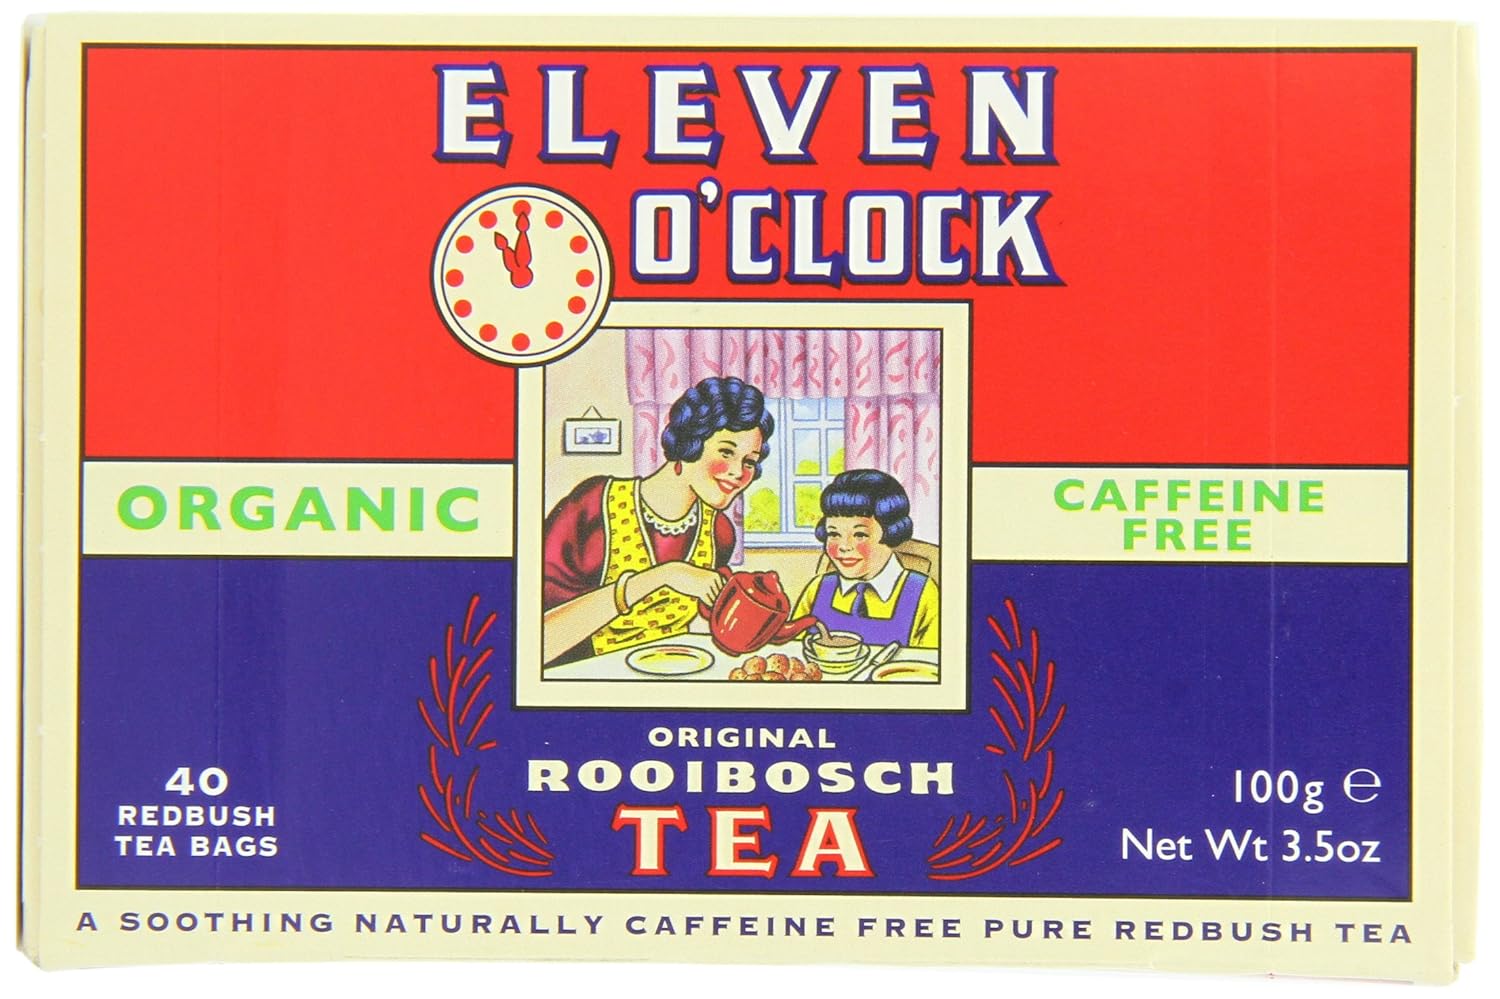 ELEVEN
O'CLOCK
ORGANIC
CAFFEINE
FREE
ORIGINAL
ROOIBOSCH
TEA
40
REDBUSH
TEA BAGS
100g ℮
Net Wt 3.5oz
A SOOTHING NATURALLY CAFFEINE FREE PURE REDBUSH TEA